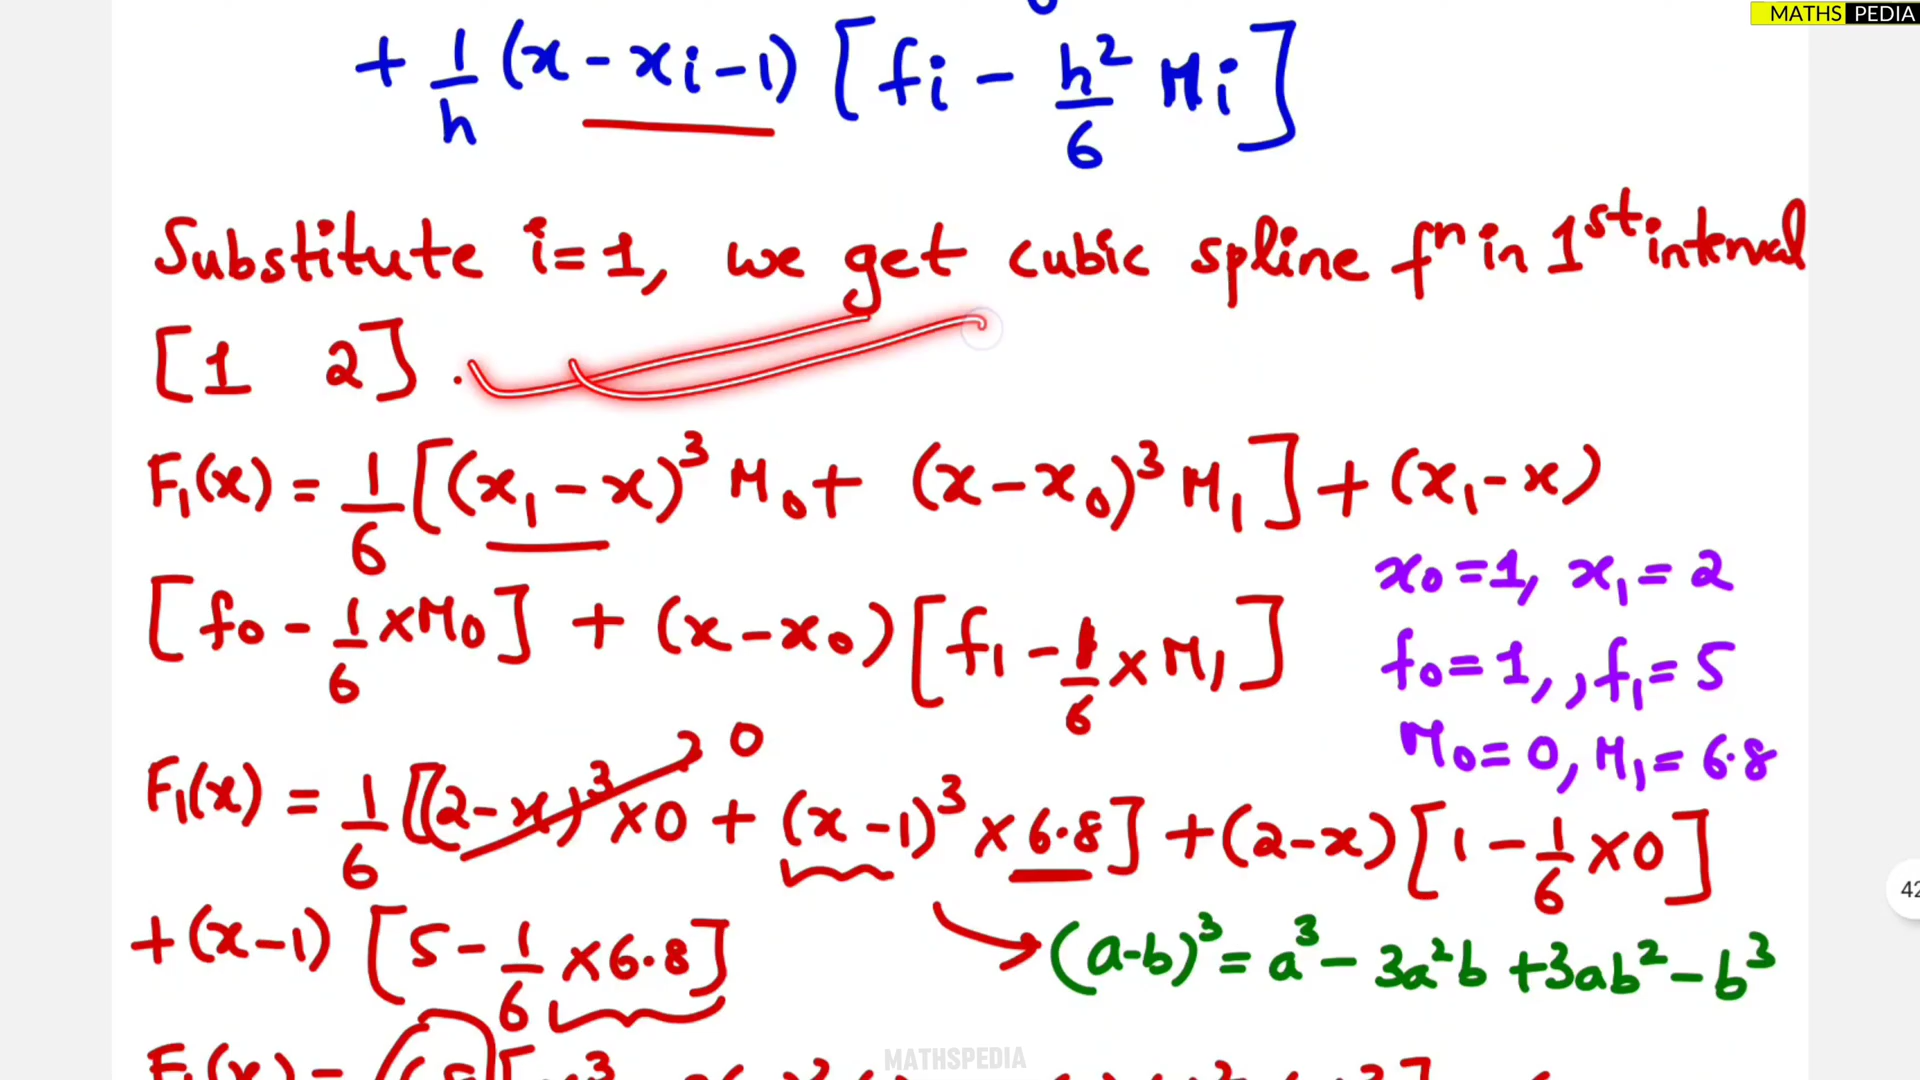 MATHS PEDIA
+ 1/h (x - xi-1) [fi - h²/6 Mi]
Substitute i=1, we get cubic spline fⁿ in 1st interval
[1 2].
F₁(x) = 1/6 [(x₁-x)³ M₀ + (x-x₀)³ M₁] + (x₁-x)
[f₀ - 1/6 × M₀] + (x-x₀) [f₁ - 1/6 × M₁]
x₀=1, x₁=2
f₀=1,, f₁=5
M₀=0, M₁=6.8
F₁(x) = 1/6 [(2-x)³×0 + (x-1)³ × 6.8] + (2-x) [1 - 1/6 × 0]
0
+(x-1) [5 - 1/6 × 6.8]
(a-b)³ = a³ - 3a²b + 3ab² - b³
42
MATHSPEDIA